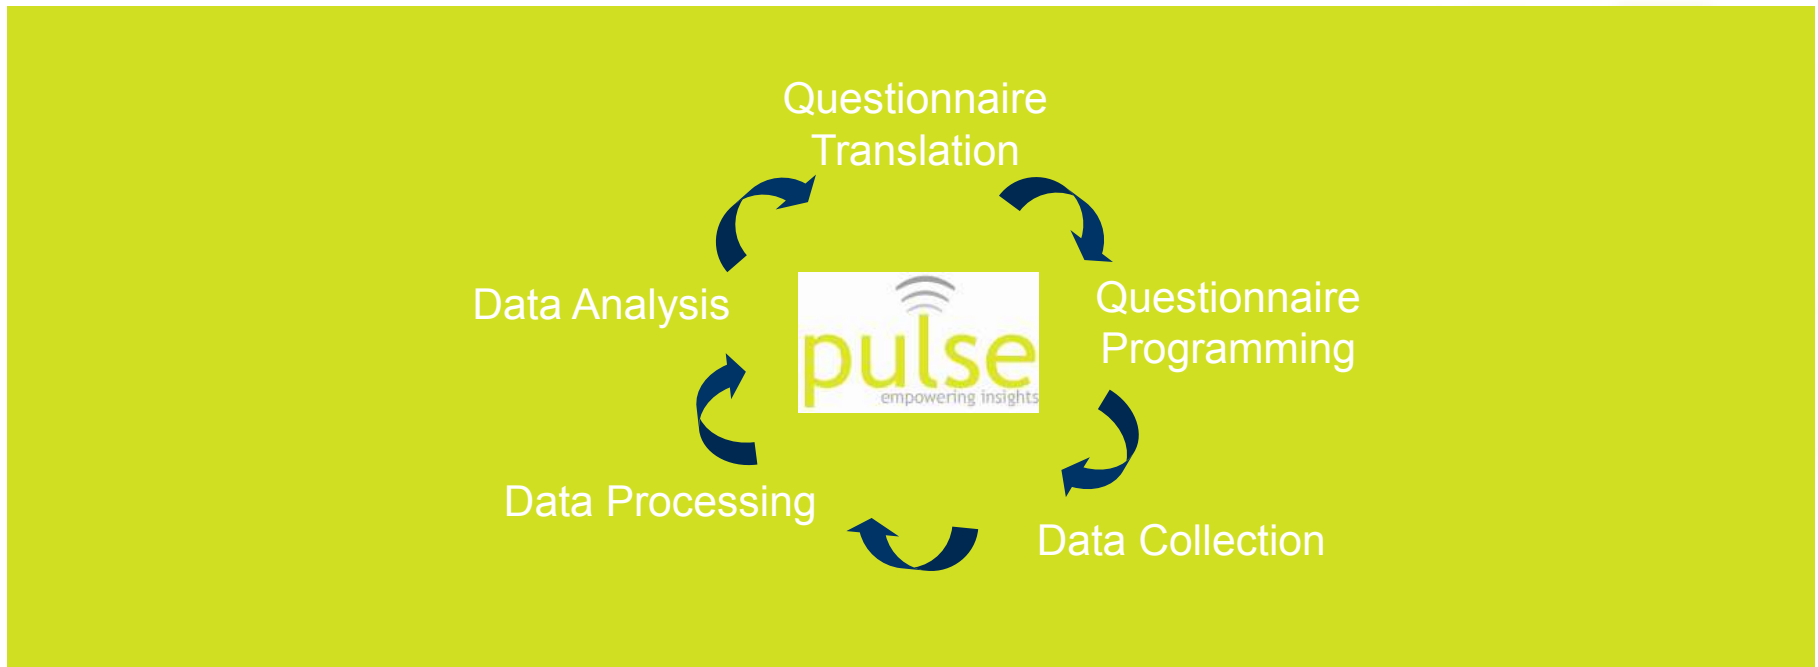 Questionnaire
Translation
Data Analysis
Questionnaire
Programming
pulse
empowering insights
Data Processing
Data Collection